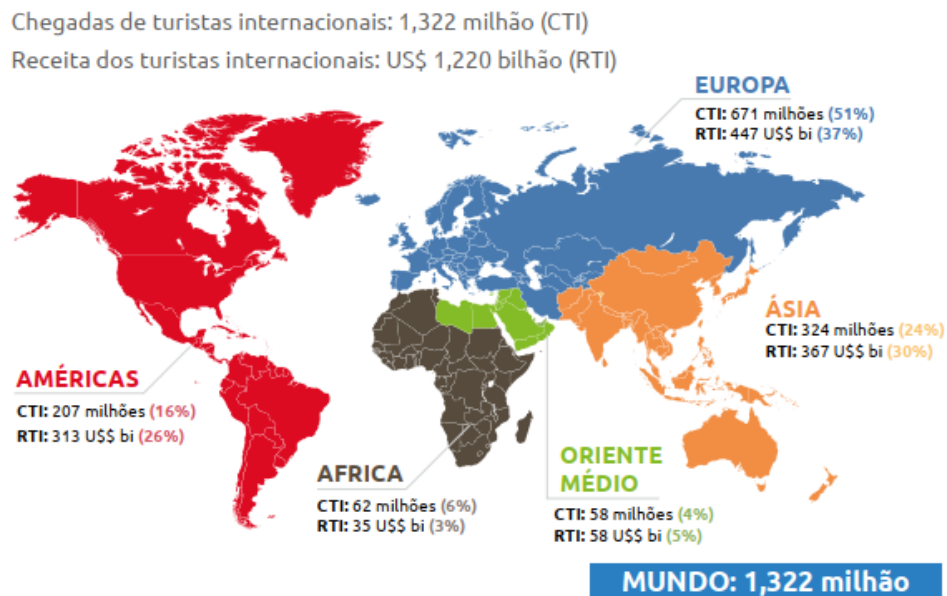 Chegadas de turistas internacionais: 1,322 milhão (CTI)
Receita dos turistas internacionais: US$ 1,220 bilhão (RTI)
EUROPA
CTI: 671 milhões (51%)
RTI: 447 U$$ bi (37%)
ÁSIA
CTI: 324 milhões (24%)
RTI: 367 U$$ bi (30%)
AMÉRICAS
CTI: 207 milhões (16%)
RTI: 313 U$$ bi (26%)
AFRICA
CTI: 62 milhões (6%)
RTI: 35 U$$ bi (3%)
ORIENTE
MÉDIO
CTI: 58 milhões (4%)
RTI: 58 U$$ bi (5%)
MUNDO: 1,322 milhão